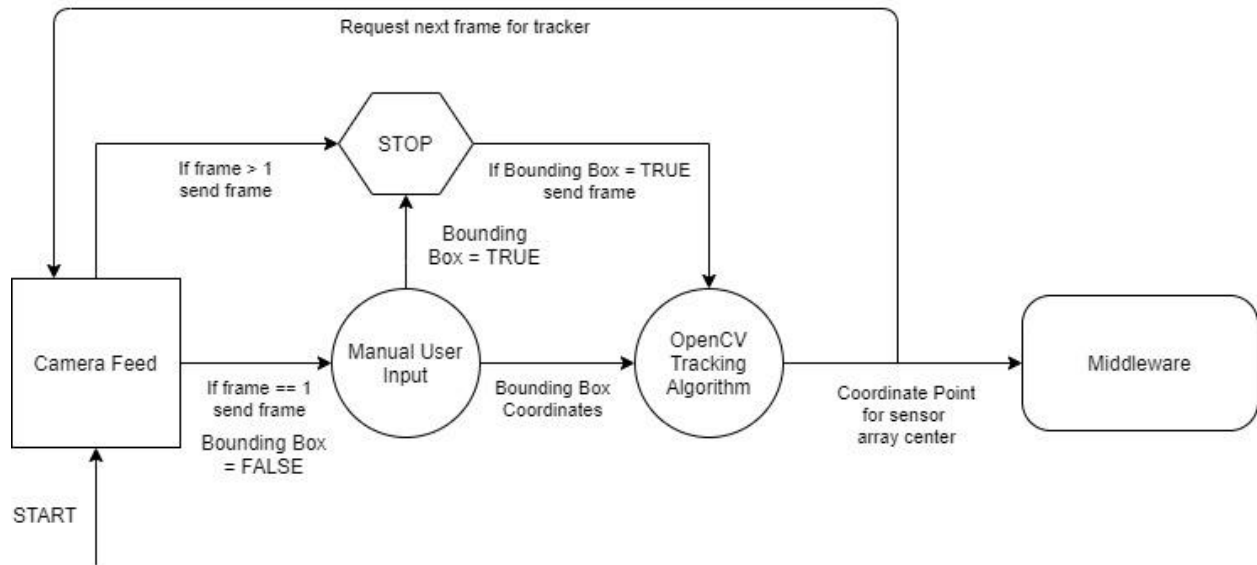 Request next frame for tracker
STOP
If frame > 1
send frame
If Bounding Box = TRUE
send frame
Bounding
Box = TRUE
Camera Feed
Manual User
Input
OpenCV
Tracking
Algorithm
Middleware
If frame == 1
send frame
Bounding Box
= FALSE
Bounding Box
Coordinates
Coordinate Point
for sensor
array center
START